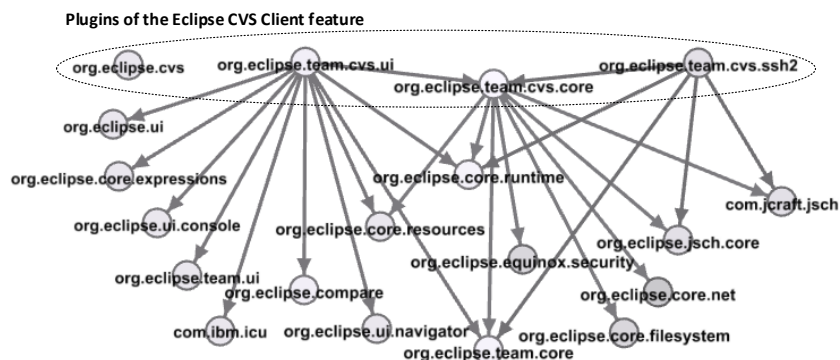 Plugins of the Eclipse CVS Client feature
org.eclipse.cvs
org.eclipse.team.cvs.ui
org.eclipse.team.cvs.core
org.eclipse.team.cvs.ssh2
org.eclipse.ui
org.eclipse.core.expressions
org.eclipse.core.runtime
com.jcraft.jsch
org.eclipse.ui.console
org.eclipse.core.resources
org.eclipse.jsch.core
org.eclipse.equinox.security
org.eclipse.team.ui
org.eclipse.compare
org.eclipse.core.net
com.ibm.icu
org.eclipse.ui.navigator
org.eclipse.core.filesystem
org.eclipse.team.core